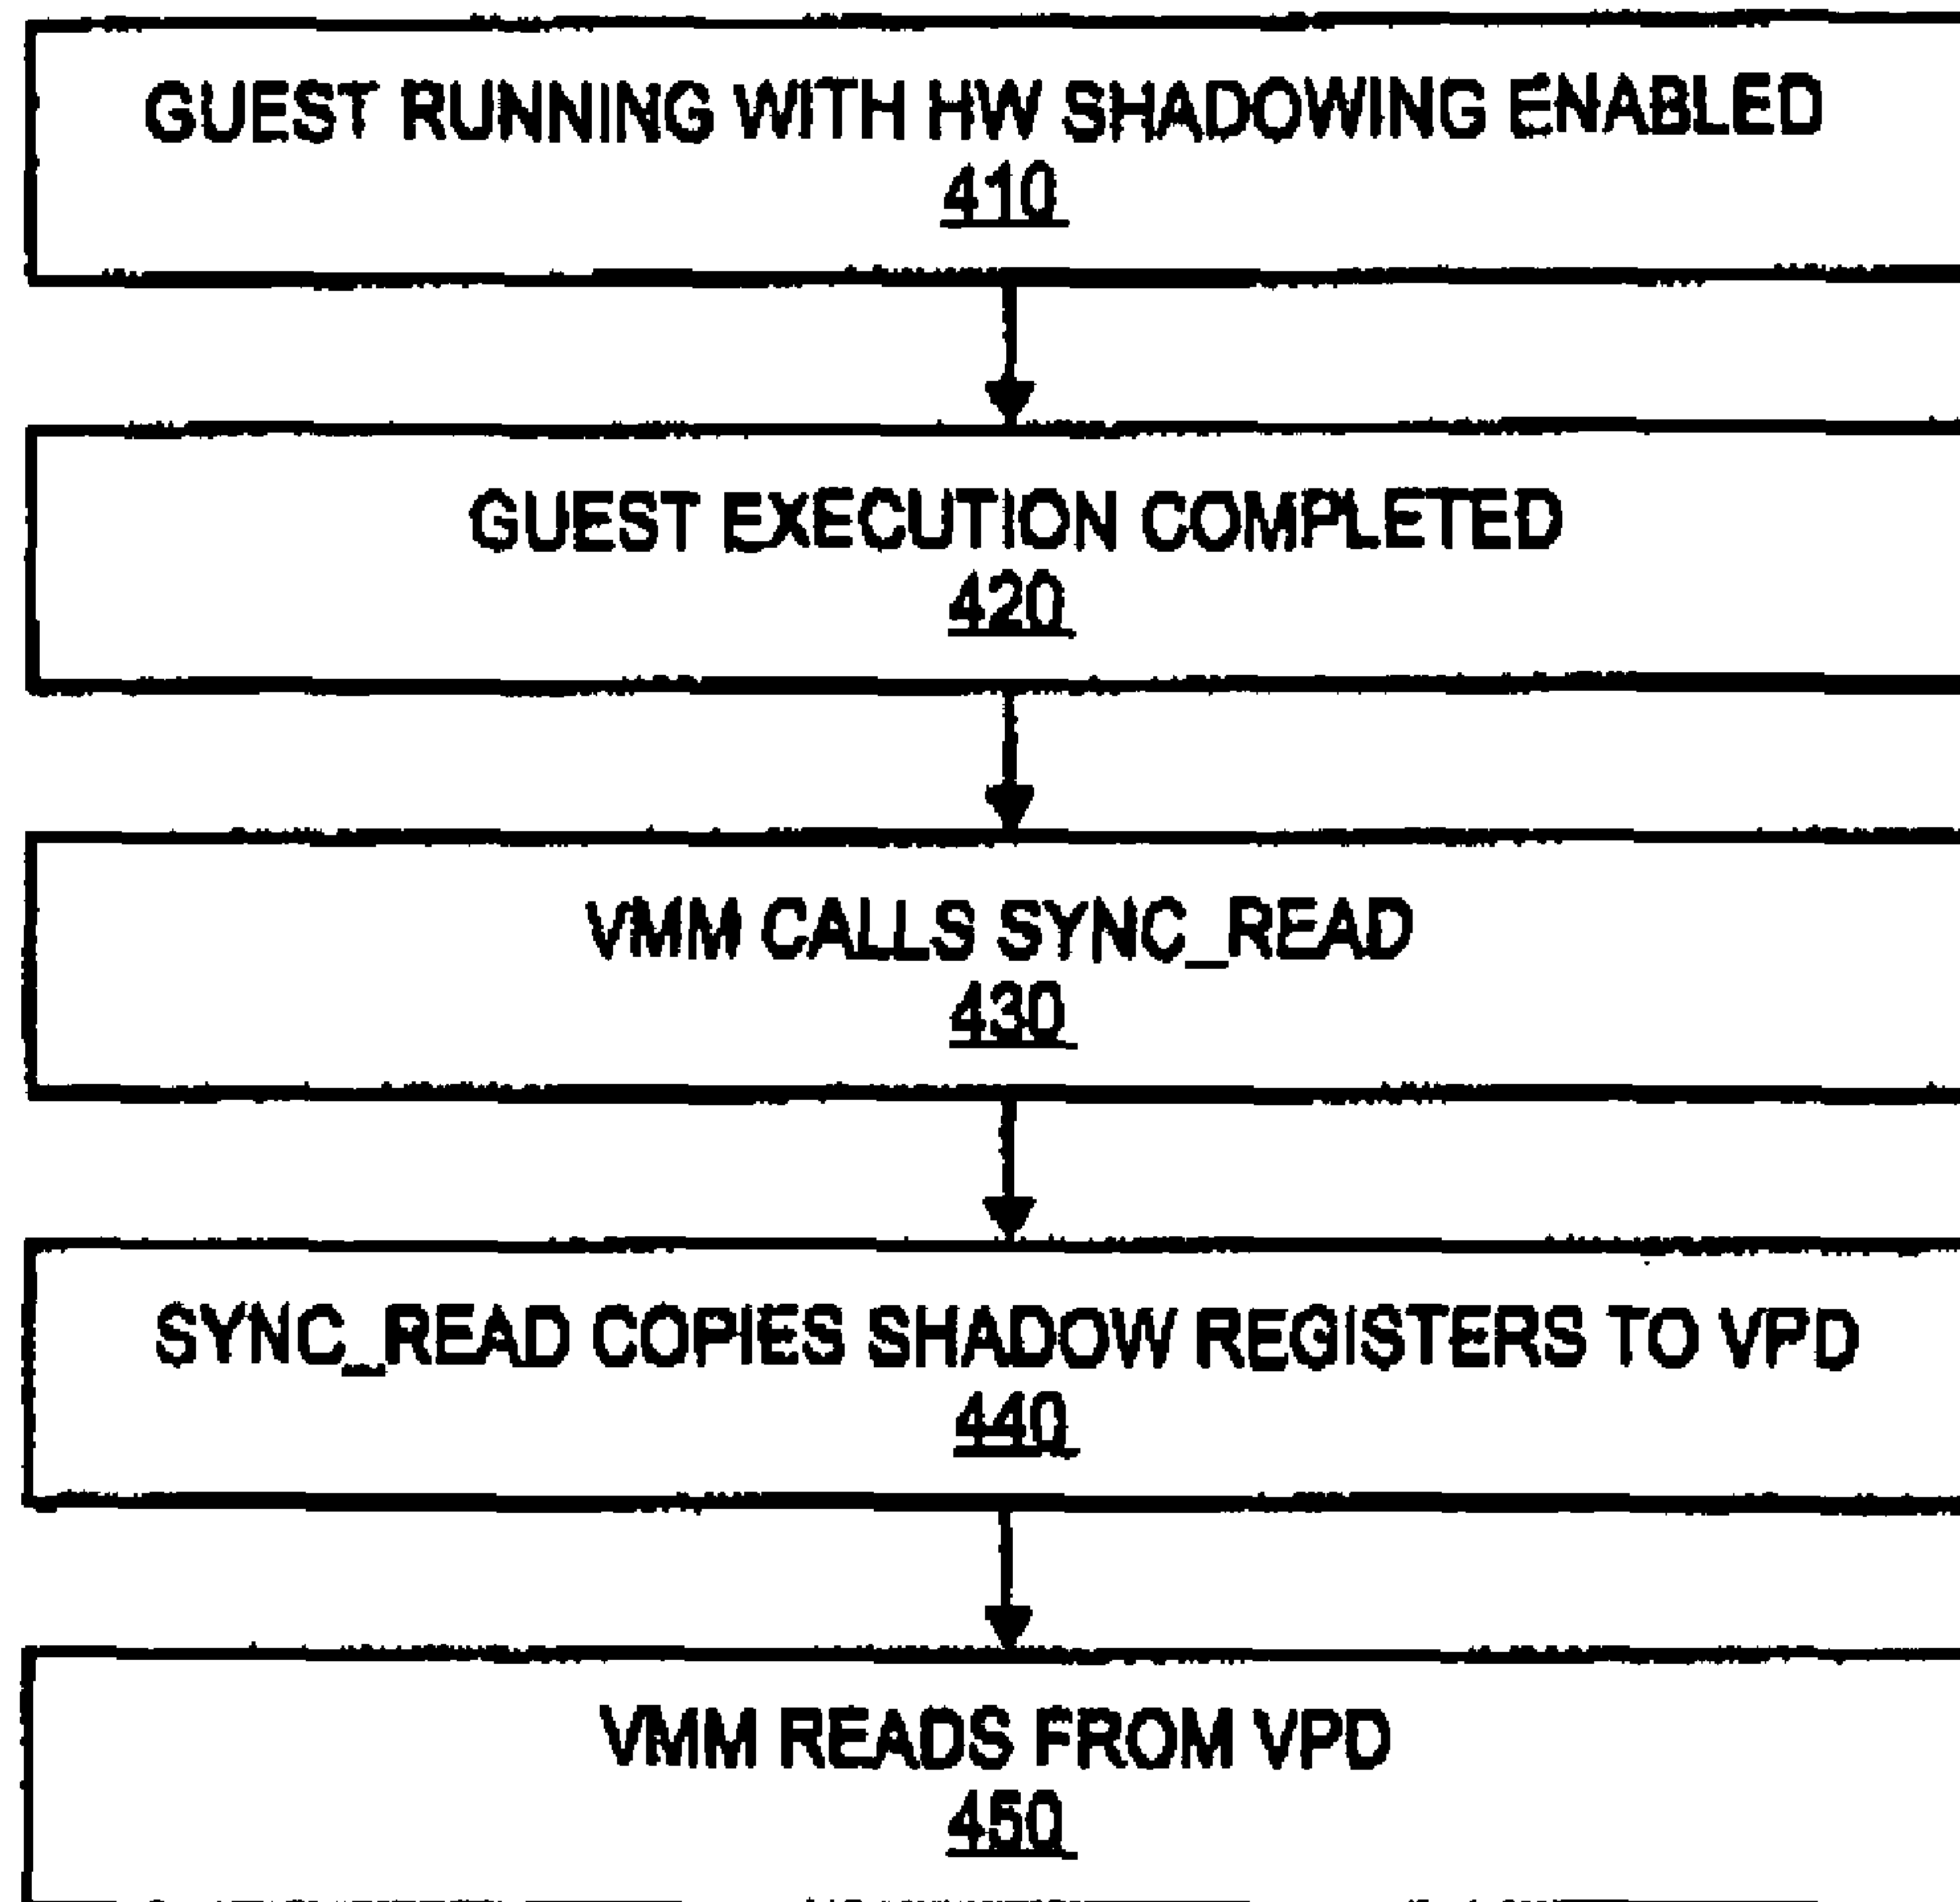 GUEST RUNNING WITH HW SHADOWING ENABLED
410
GUEST EXECUTION COMPLETED
420
VMM CALLS SYNC_READ
430
SYNC_READ COPIES SHADOW REGISTERS TO VPD
440
VMM READS FROM VPD
450